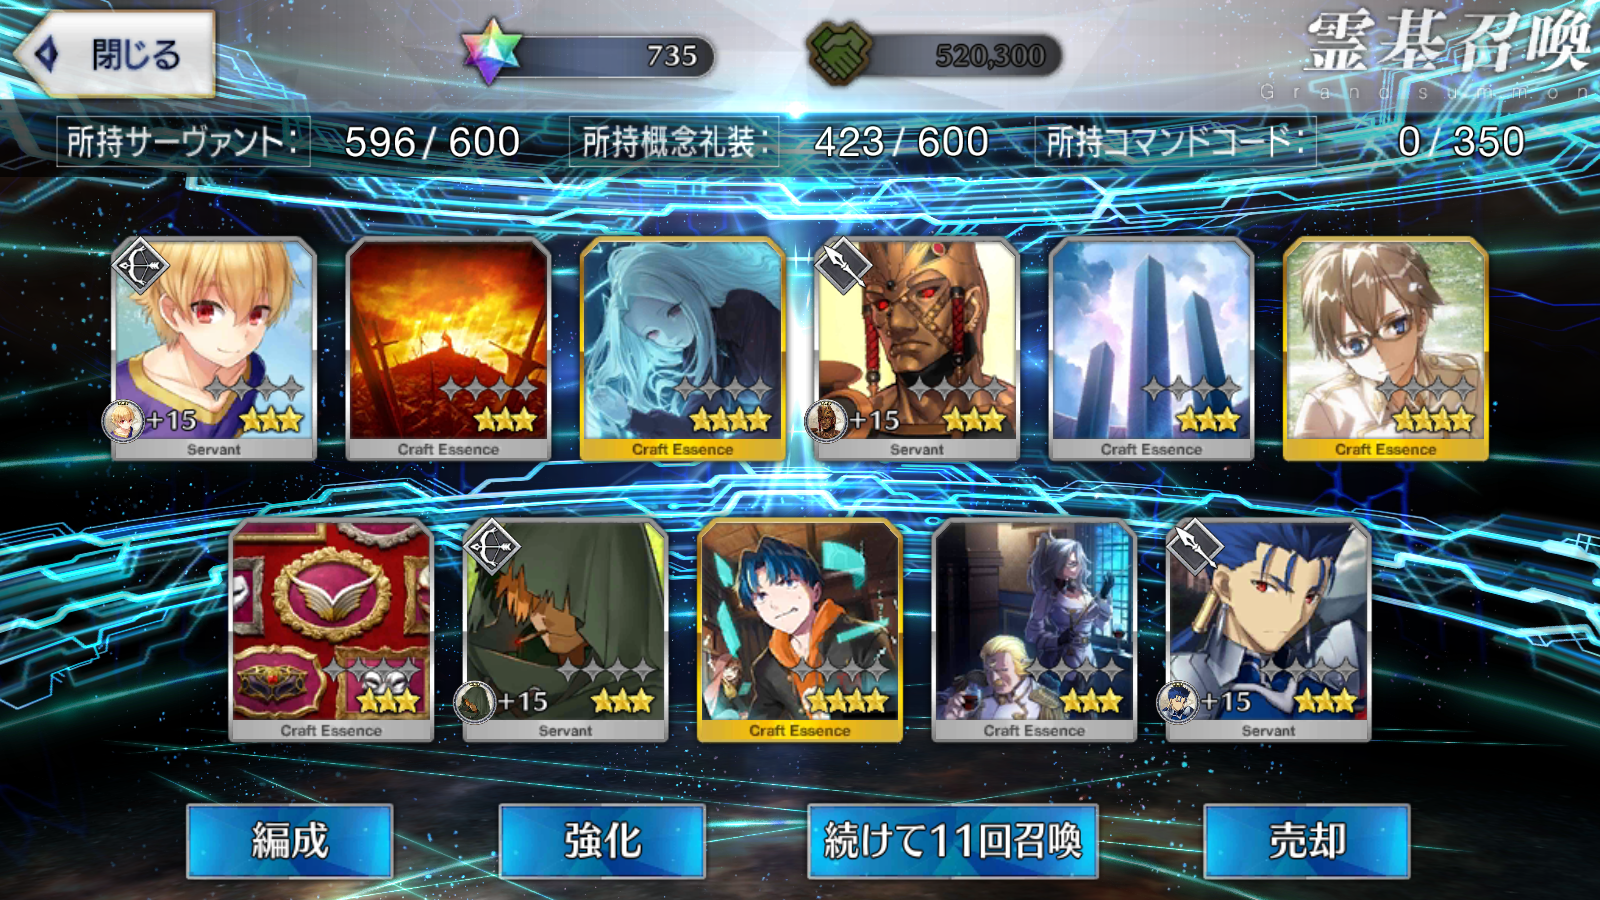 閉じる
735
520,300
霊基召喚
Grand summon
所持サーヴァント: 596 / 600
所持概念礼装: 423 / 600
所持コマンドコード: 0 / 350
+15
Servant
Craft Essence
Craft Essence
+15
Servant
Craft Essence
Craft Essence
Craft Essence
+15
Servant
Craft Essence
Craft Essence
+15
Servant
編成
強化
続けて11回召喚
売却